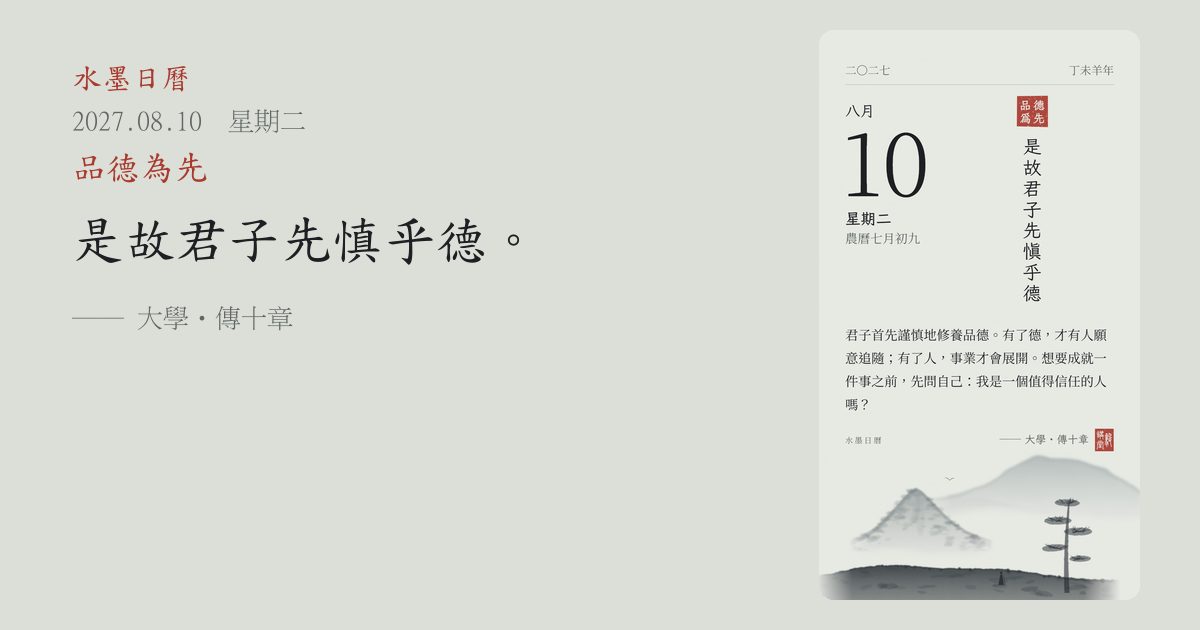 水墨日曆
2027.08.10 星期二
品德為先
是故君子先慎乎德。
—— 大學・傳十章
二〇二七
丁未羊年
八月
10
星期二
農曆七月初九
品德爲先
是故君子先愼乎德
君子首先謹慎地修養品德。有了德，才有人願
意追隨；有了人，事業才會展開。想要成就一
件事之前，先問自己：我是一個值得信任的人
嗎？
水墨日曆
—— 大學・傳十章